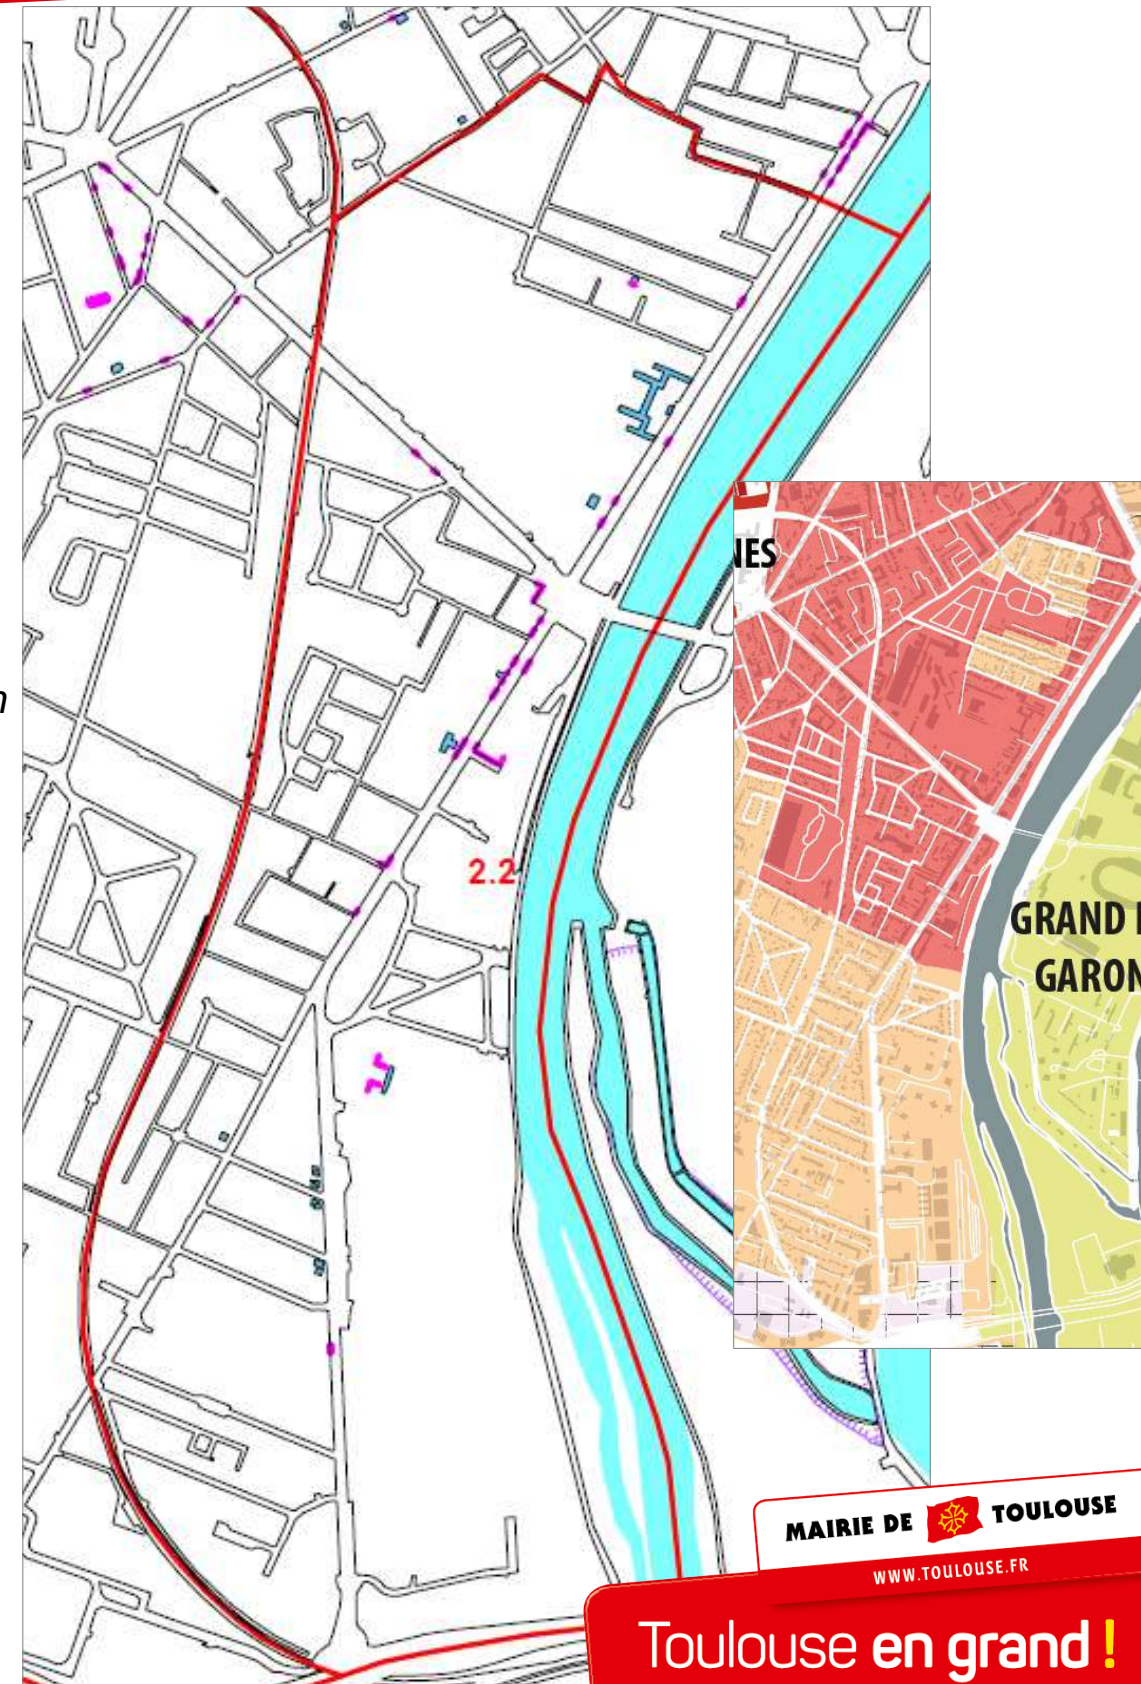 n
2.2
NES
GRAND
GARON
MAIRIE DE TOULOUSE
WWW.TOULOUSE.FR
Toulouse en grand !